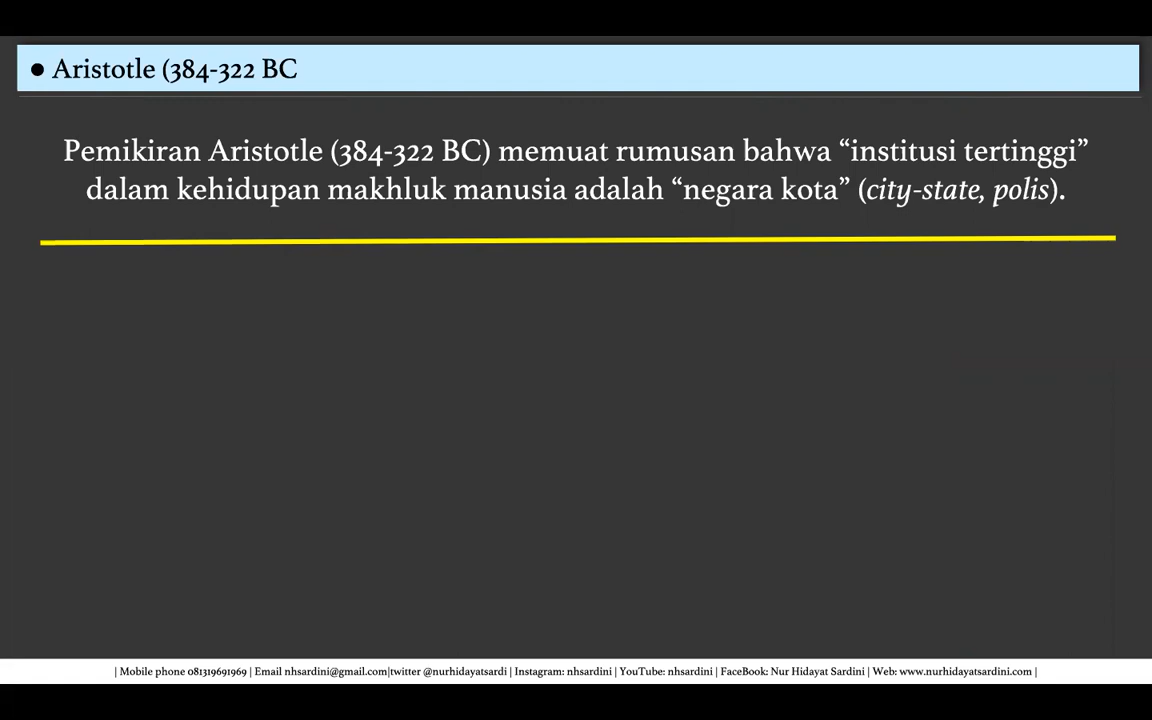 ● Aristotle (384-322 BC
Pemikiran Aristotle (384-322 BC) memuat rumusan bahwa “institusi tertinggi”
dalam kehidupan makhluk manusia adalah “negara kota” (city-state, polis).
| Mobile phone 081319691969 | Email nhsardini@gmail.com|twitter @nurhidayatsardi | Instagram: nhsardini | YouTube: nhsardini | FaceBook: Nur Hidayat Sardini | Web: www.nurhidayatsardini.com |